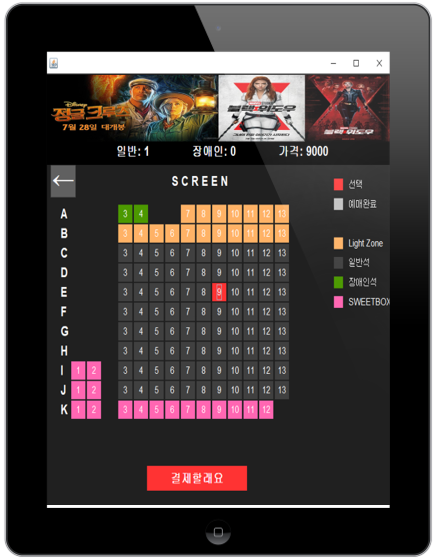 Disney
정글 크루즈
7월 28일 대개봉
블랙 위도우
블랙 위도우
일반: 1 장애인: 0 가격: 9000
←
SCREEN
선택
예매완료
Light Zone
일반석
장애인석
SWEETBOX
A 3 4 7 8 9 10 11 12 13
B 3 4 5 6 7 8 9 10 11 12 13
C 3 4 5 6 7 8 9 10 11 12 13
D 3 4 5 6 7 8 9 10 11 12 13
E 3 4 5 6 7 8 9 10 11 12 13
F 3 4 5 6 7 8 9 10 11 12 13
G 3 4 5 6 7 8 9 10 11 12 13
H 3 4 5 6 7 8 9 10 11 12 13
I 1 2 3 4 5 6 7 8 9 10 11 12 13
J 1 2 3 4 5 6 7 8 9 10 11 12 13
K 1 2 3 4 5 6 7 8 9 10 11 12
결제할래요